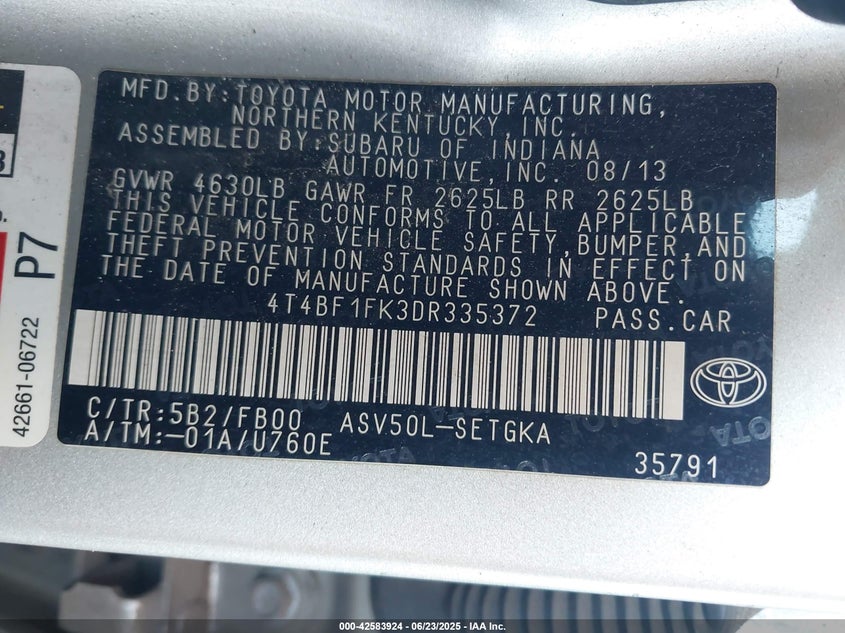 MFD.BY:TOYOTA MOTOR MANUFACTURING,
NORTHERN KENTUCKY,INC.
ASSEMBLED BY:SUBARU OF INDIANA
AUTOMOTIVE,INC. 08/13
GVWR 4630LB GAWR FR 2625LB RR 2625LB
THIS VEHICLE CONFORMS TO ALL APPLICABLE
FEDERAL MOTOR VEHICLE SAFETY,BUMPER,AND
THEFT PREVENTION STANDARDS IN EFFECT ON
THE DATE OF MANUFACTURE SHOWN ABOVE.
4T4BF1FK3DR335372 PASS.CAR
C/TR:5B2/FB00 ASV50L-SETGKA
A/TM:-01A/U760E
35791
P7
42661-06722
TOYOTA
000-42583924 | 06/23/2025 | IAA Inc.